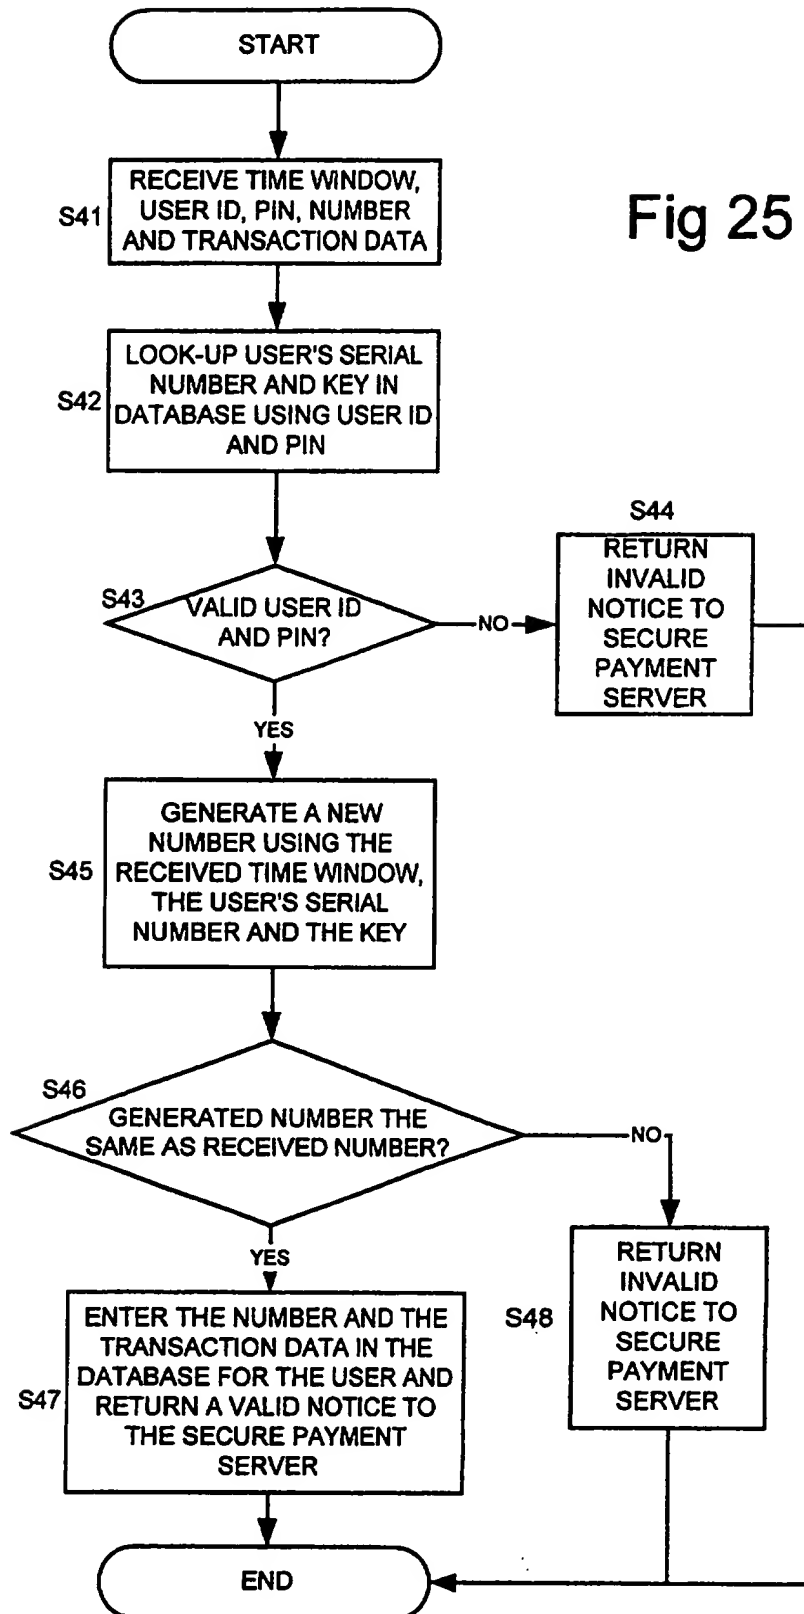 START
RECEIVE TIME WINDOW,
USER ID, PIN, NUMBER
AND TRANSACTION DATA
S41
Fig 25
LOOK-UP USER'S SERIAL
NUMBER AND KEY IN
DATABASE USING USER ID
AND PIN
S42
S43
VALID USER ID
AND PIN?
NO
S44
RETURN
INVALID
NOTICE TO
SECURE
PAYMENT
SERVER
YES
GENERATE A NEW
NUMBER USING THE
RECEIVED TIME WINDOW,
THE USER'S SERIAL
NUMBER AND THE KEY
S45
S46
GENERATED NUMBER THE
SAME AS RECEIVED NUMBER?
NO
YES
ENTER THE NUMBER AND THE
TRANSACTION DATA IN THE
DATABASE FOR THE USER AND
RETURN A VALID NOTICE TO
THE SECURE PAYMENT
SERVER
S47
S48
RETURN
INVALID
NOTICE TO
SECURE
PAYMENT
SERVER
END